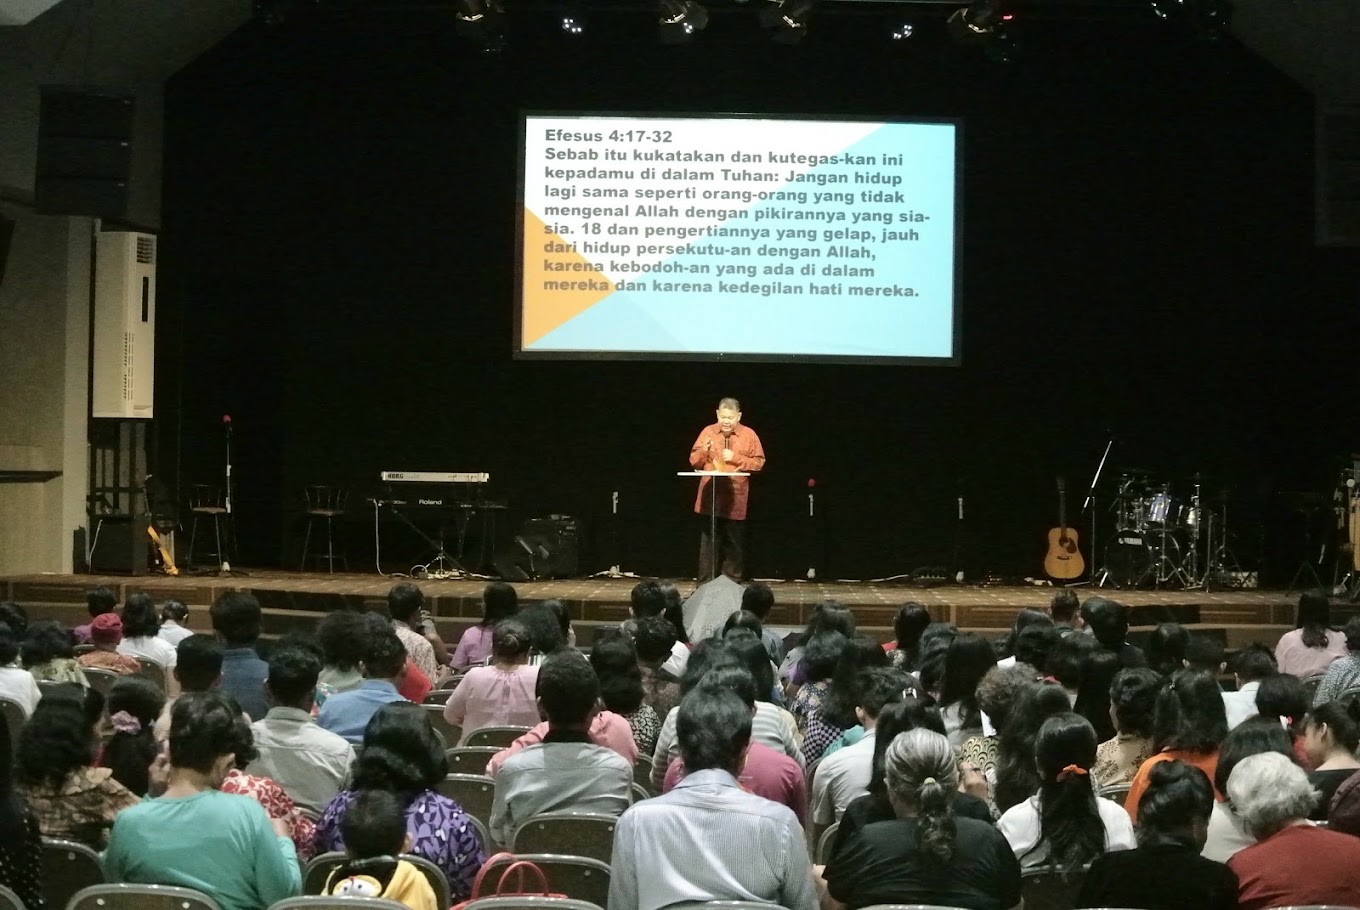 Efesus 4:17-32
Sebab itu kukatakan dan kutegas-kan ini
kepadamu di dalam Tuhan: Jangan hidup
lagi sama seperti orang-orang yang tidak
mengenal Allah dengan pikirannya yang sia-
sia. 18 dan pengertiannya yang gelap, jauh
dari hidup persekutu-an dengan Allah,
karena kebodoh-an yang ada di dalam
mereka dan karena kedegilan hati mereka.
KORG
Roland
YAMAHA